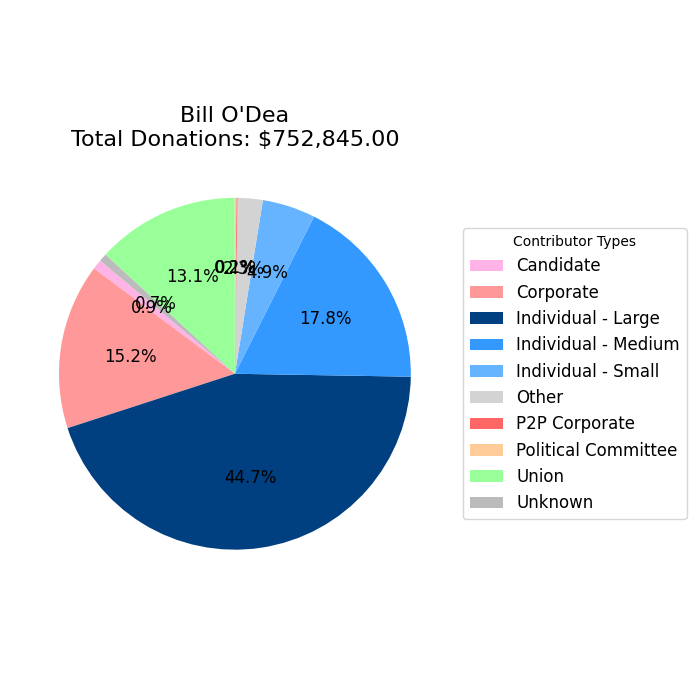 Bill O'Dea
Total Donations: $752,845.00
Contributor Types
Candidate
Corporate
Individual - Large
Individual - Medium
Individual - Small
Other
P2P Corporate
Political Committee
Union
Unknown
13.1%
4.9%
0.7%
0.9%
17.8%
15.2%
44.7%